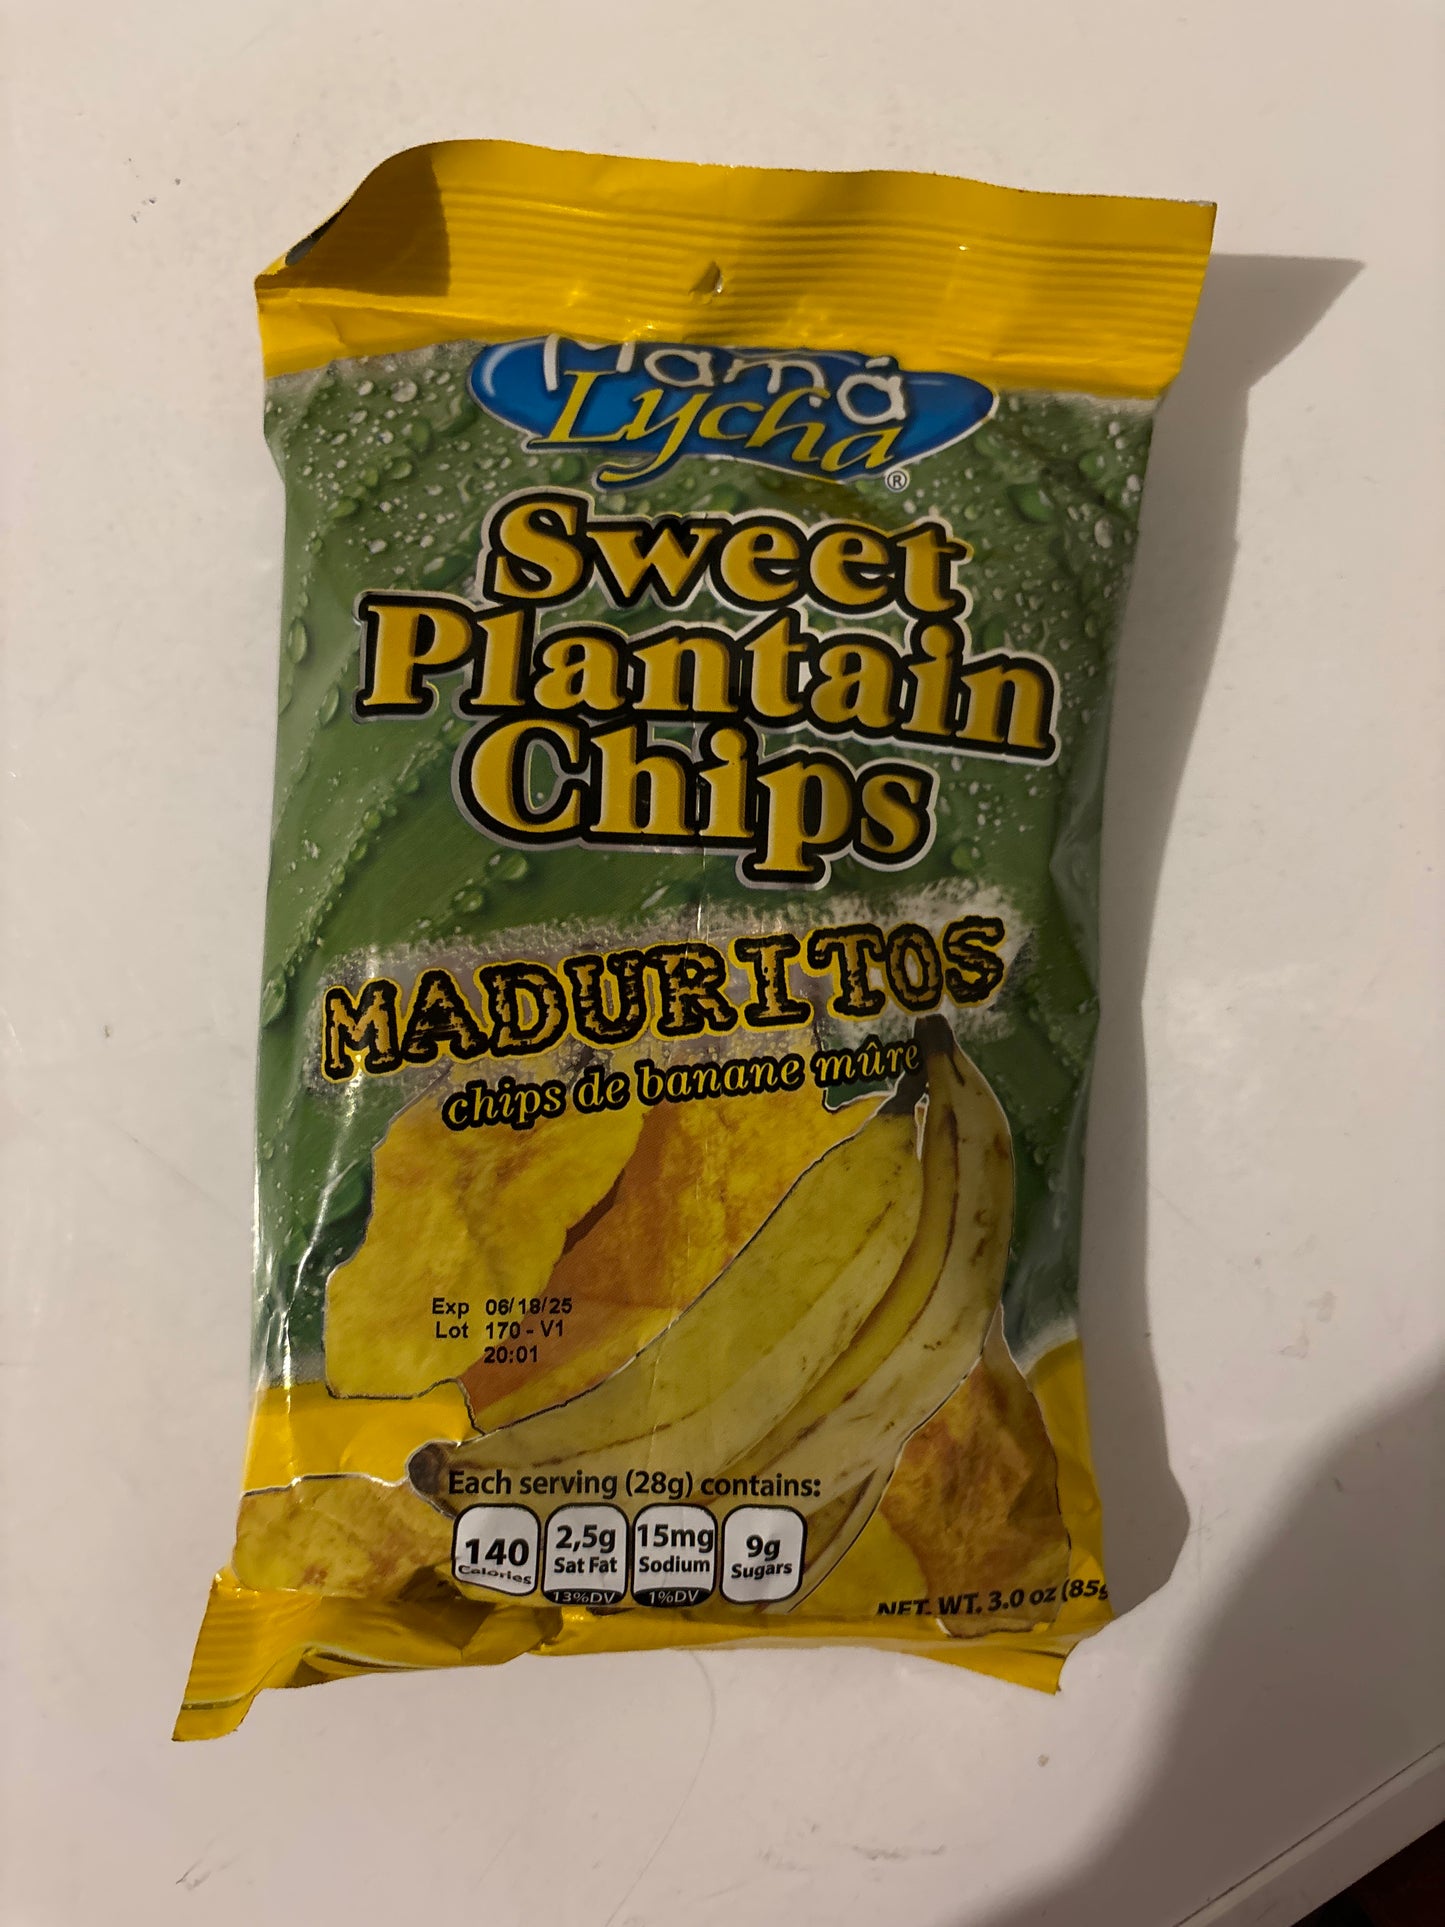 Mamá
Lycha
®
Sweet
Plantain
Chips
MADURITOS
chips de banane mûre
Exp 06/18/25
Lot 170 - V1
20:01
Each serving (28g) contains:
140
Calories
2,5g
Sat Fat
13%DV
15mg
Sodium
1%DV
9g
Sugars
NET. WT. 3.0 oz (85g